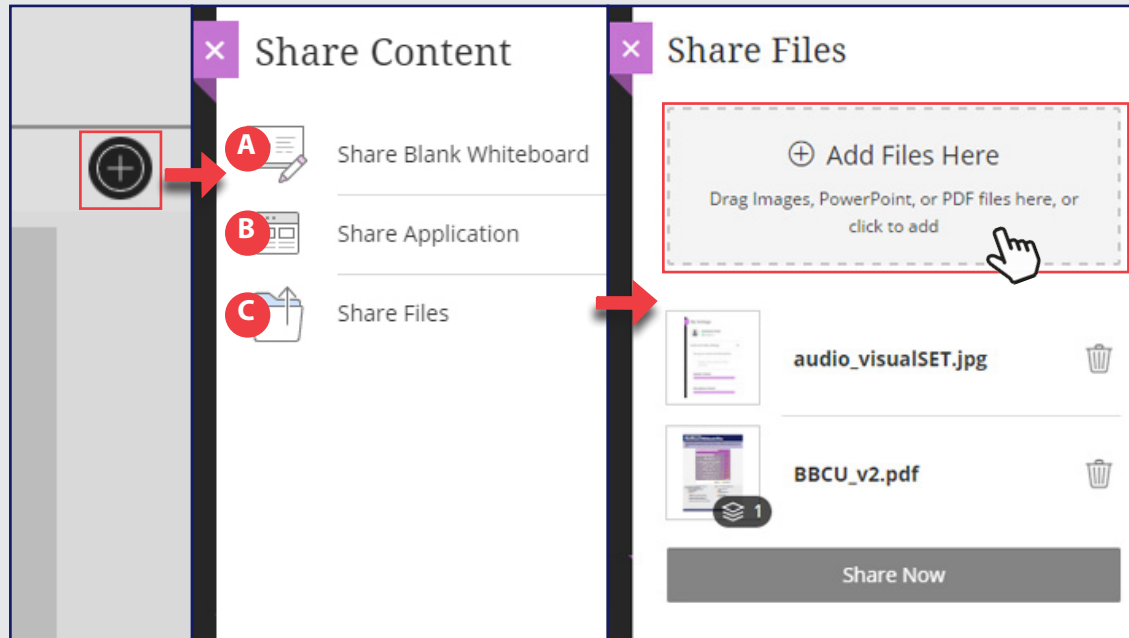 Share Content
A
Share Blank Whiteboard
B
Share Application
C
Share Files
Share Files
Add Files Here
Drag Images, PowerPoint, or PDF files here, or
click to add
audio_visualSET.jpg
BBCU_v2.pdf
1
Share Now